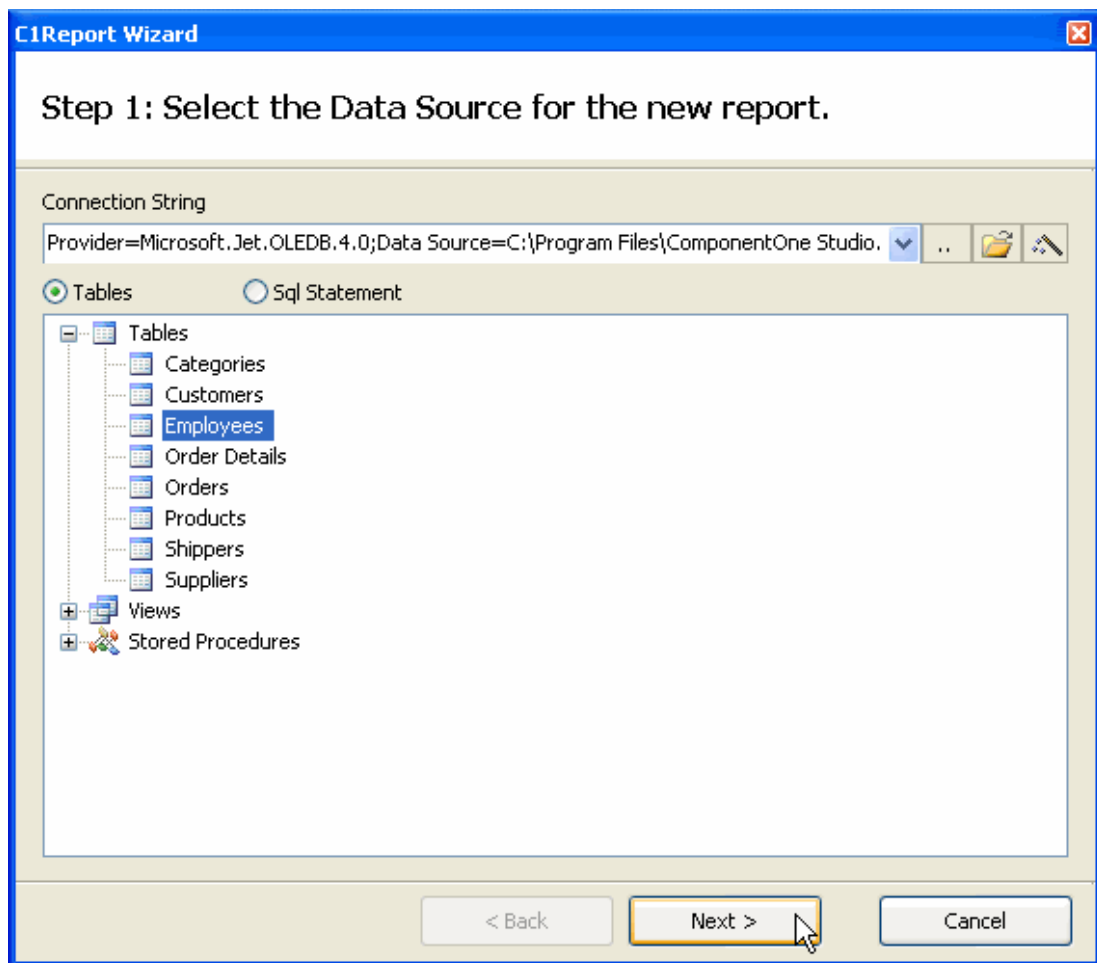 C1Report Wizard
Step 1: Select the Data Source for the new report.
Connection String
Provider=Microsoft.Jet.OLEDB.4.0;Data Source=C:\Program Files\ComponentOne Studio.
..
Tables Sql Statement
Tables
Categories
Customers
Employees
Order Details
Orders
Products
Shippers
Suppliers
Views
Stored Procedures
< Back Next > Cancel